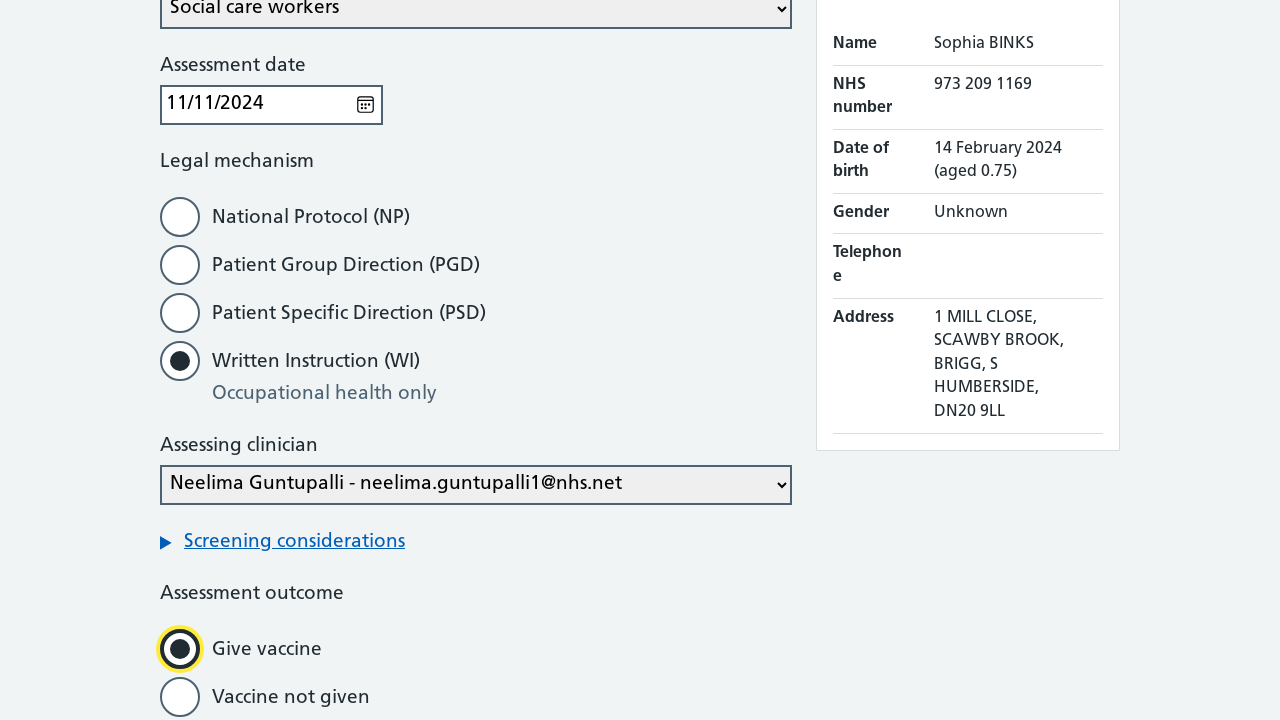 Social care workers
Assessment date
11/11/2024
Legal mechanism
National Protocol (NP)
Patient Group Direction (PGD)
Patient Specific Direction (PSD)
Written Instruction (WI)
Occupational health only
Assessing clinician
Neelima Guntupalli - neelima.guntupalli1@nhs.net
Screening considerations
Assessment outcome
Give vaccine
Vaccine not given
Name Sophia BINKS
NHS 973 209 1169
number
Date of 14 February 2024
birth (aged 0.75)
Gender Unknown
Telephon
e
Address 1 MILL CLOSE,
SCAWBY BROOK,
BRIGG, S
HUMBERSIDE,
DN20 9LL